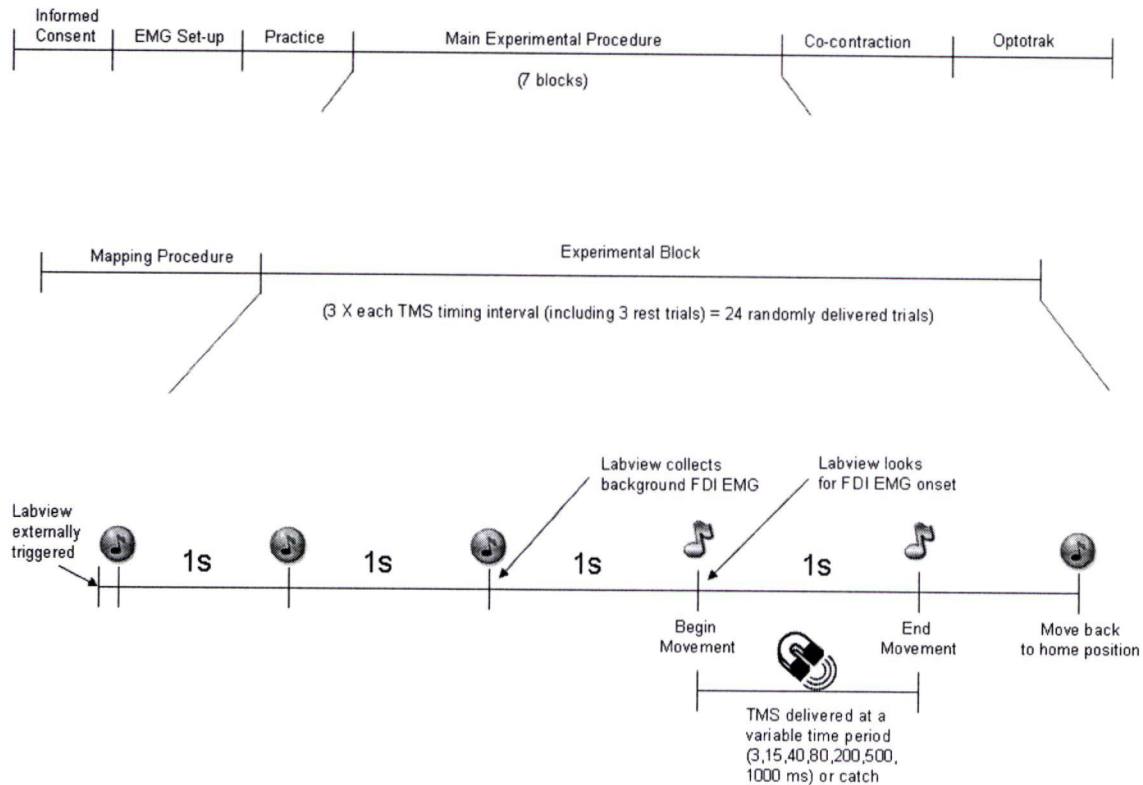 Informed
Consent
EMG Set-up
Practice
Main Experimental Procedure
Co-contraction
Optotrak
(7 blocks)
Mapping Procedure
Experimental Block
(3 X each TMS timing interval (including 3 rest trials) = 24 randomly delivered trials)
Labview
externally
triggered
Labview collects
background FDI EMG
Labview looks
for FDI EMG onset
1s
1s
1s
1s
Begin
Movement
End
Movement
Move back
to home position
TMS delivered at a
variable time period
(3,15,40,80,200,500,
1000 ms) or catch